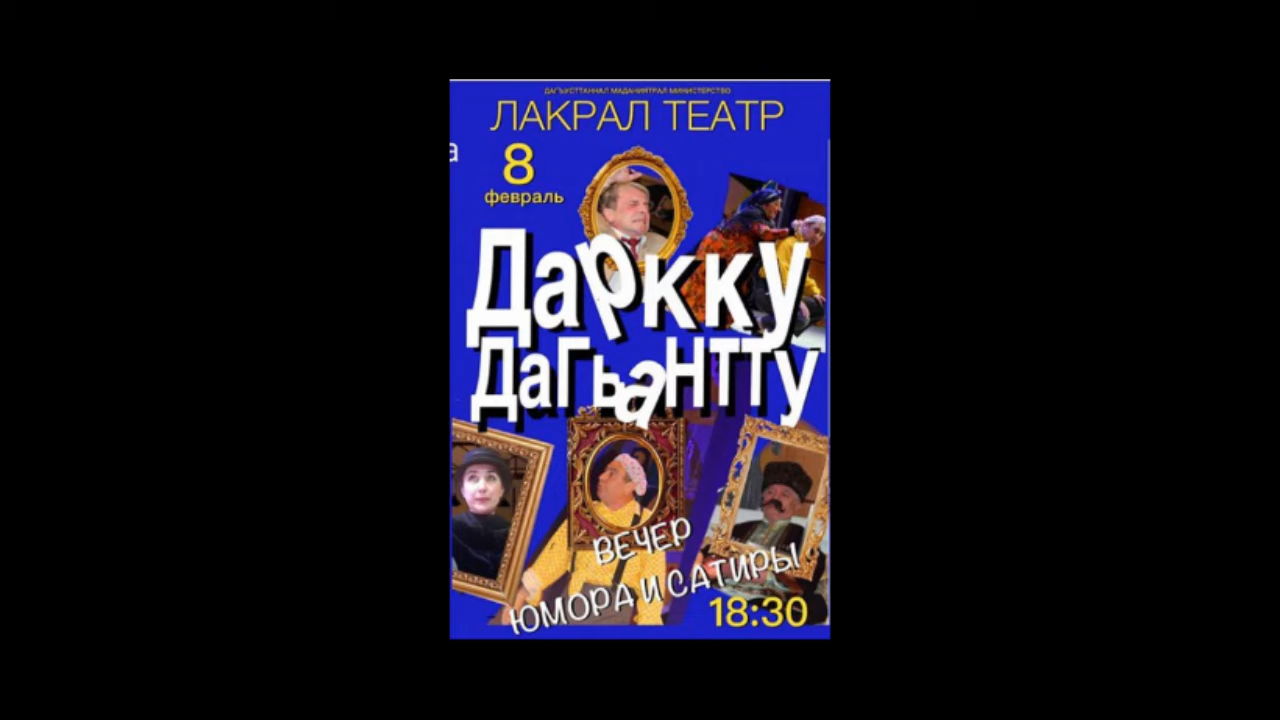 ДАГЪУСТТАННАЛ МАДАНИЯТРАЛ МИНИСТЕРСТВО
ЛАКРАЛ ТЕАТР
а
8
февраль
Даркку
Дагьантту
ВЕЧЕР
ЮМОРА И САТИРЫ
18:30